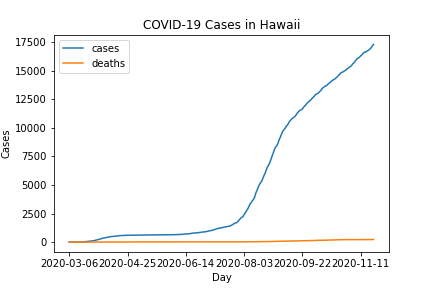 COVID-19 Cases in Hawaii
cases
deaths
17500
15000
12500
10000
7500
5000
2500
0
Cases
2020-03-06 2020-04-25 2020-06-14 2020-08-03 2020-09-22 2020-11-11
Day